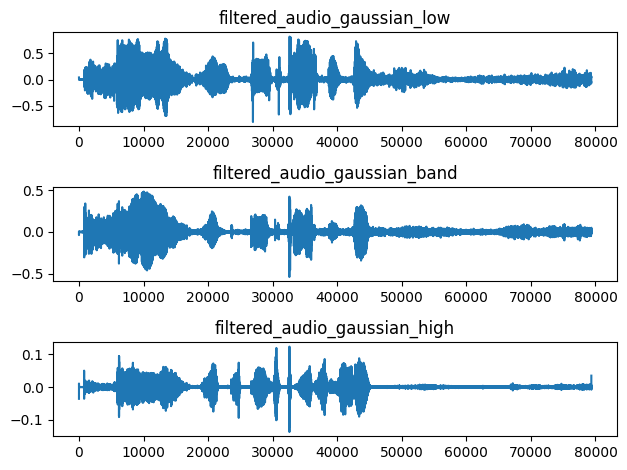 filtered_audio_gaussian_low
0.5
0.0
−0.5
0 10000 20000 30000 40000 50000 60000 70000 80000
filtered_audio_gaussian_band
0.5
0.0
−0.5
0 10000 20000 30000 40000 50000 60000 70000 80000
filtered_audio_gaussian_high
0.1
0.0
−0.1
0 10000 20000 30000 40000 50000 60000 70000 80000